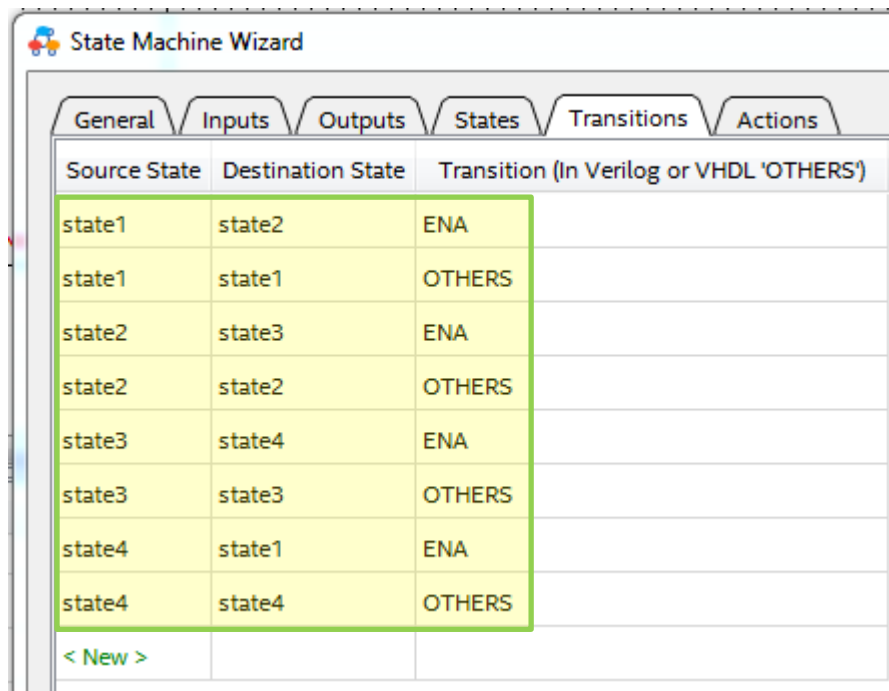 State Machine Wizard
General Inputs Outputs States Transitions Actions
Source State Destination State Transition (In Verilog or VHDL 'OTHERS')
state1 state2 ENA
state1 state1 OTHERS
state2 state3 ENA
state2 state2 OTHERS
state3 state4 ENA
state3 state3 OTHERS
state4 state1 ENA
state4 state4 OTHERS
< New >